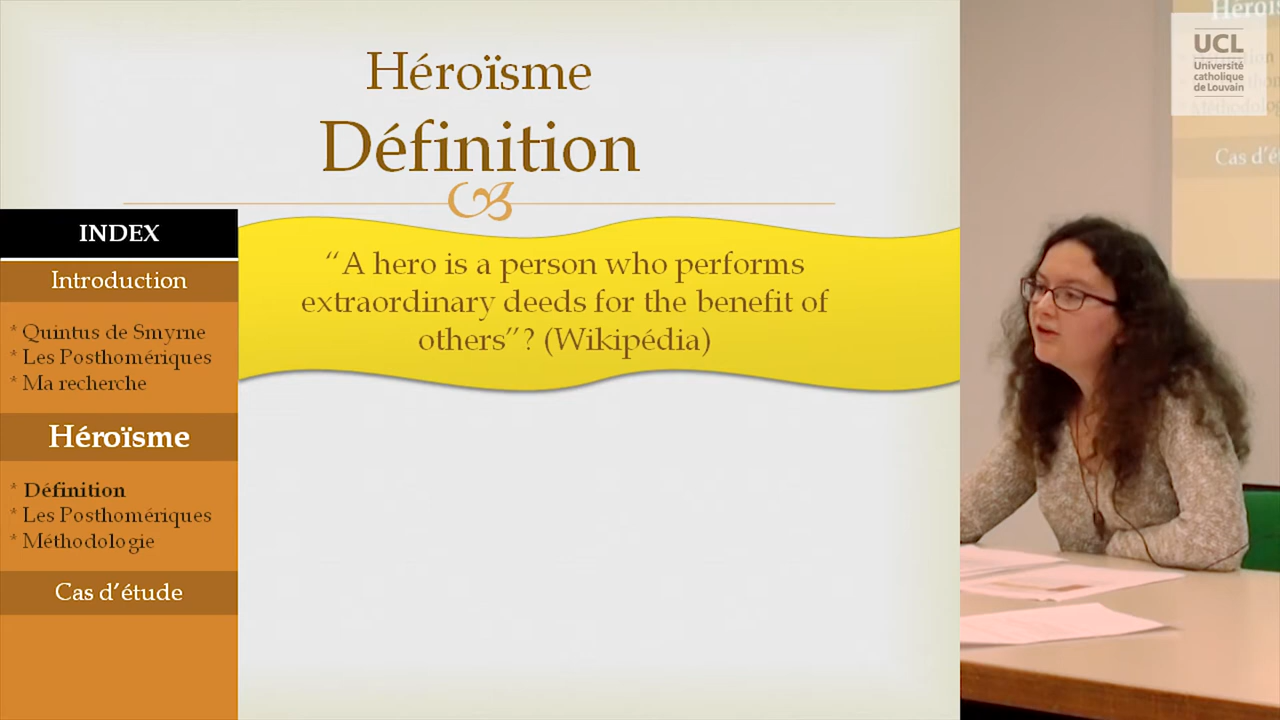 Héroïsme
Définition
INDEX
Introduction
* Quintus de Smyrne
* Les Posthomériques
* Ma recherche
Héroïsme
* Définition
* Les Posthomériques
* Méthodologie
Cas d’étude
“A hero is a person who performs
extraordinary deeds for the benefit of
others”? (Wikipédia)
UCL
Université
catholique
de Louvain
Cas d’é